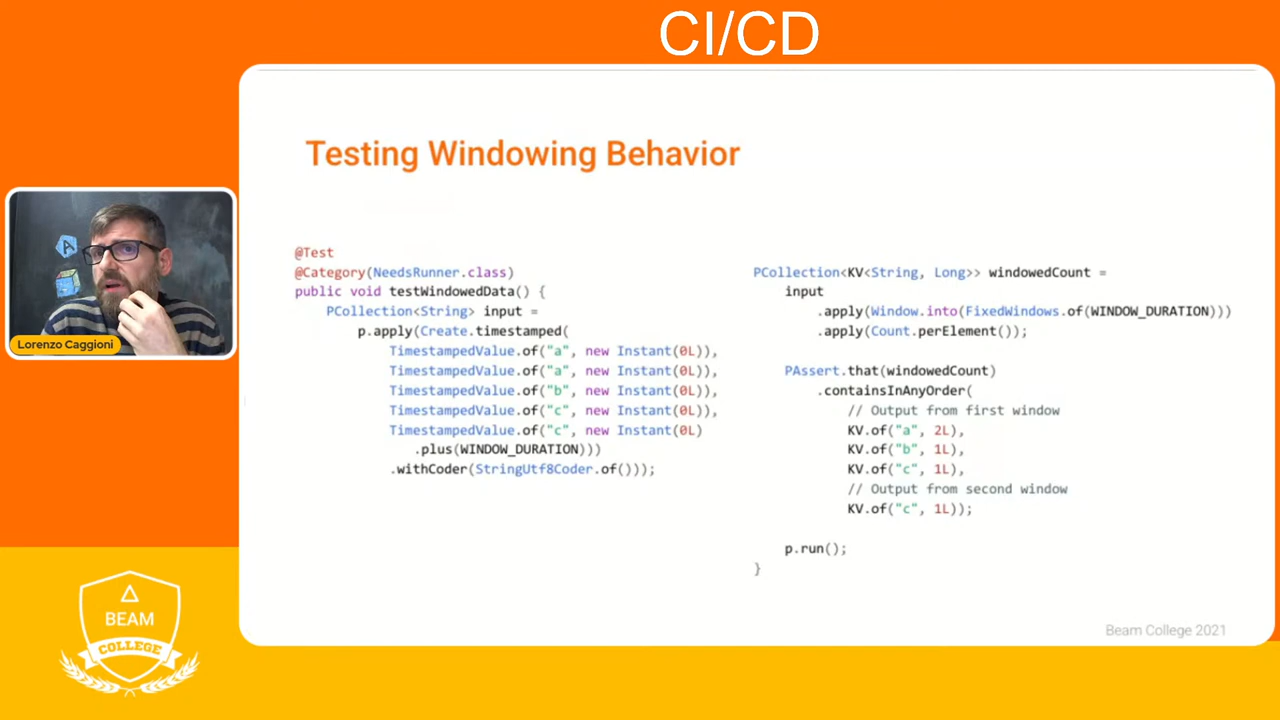 CI/CD
Testing Windowing Behavior
@Test
@Category(NeedsRunner.class)
public void testWindowedData() {
PCollection<String> input =
p.apply(Create.timestamped(
TimestampedValue.of("a", new Instant(0L)),
TimestampedValue.of("a", new Instant(0L)),
TimestampedValue.of("b", new Instant(0L)),
TimestampedValue.of("c", new Instant(0L)),
TimestampedValue.of("c", new Instant(0L)
.plus(WINDOW_DURATION)))
.withCoder(StringUtf8Coder.of()));
PCollection<KV<String, Long>> windowedCount =
input
.apply(Window.into(FixedWindows.of(WINDOW_DURATION)))
.apply(Count.perElement());
PAssert.that(windowedCount)
.containsInAnyOrder(
// Output from first window
KV.of("a", 2L),
KV.of("b", 1L),
KV.of("c", 1L),
// Output from second window
KV.of("c", 1L));
p.run();
}
Beam College 2021
A
Lorenzo Caggioni
BEAM
COLLEGE